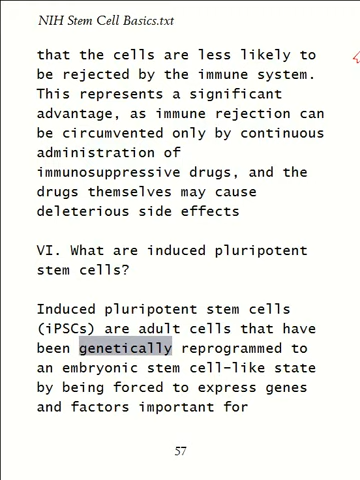 NIH Stem Cell Basics.txt
that the cells are less likely to
be rejected by the immune system.
This represents a significant
advantage, as immune rejection can
be circumvented only by continuous
administration of
immunosuppressive drugs, and the
drugs themselves may cause
deleterious side effects
VI. What are induced pluripotent
stem cells?
Induced pluripotent stem cells
(iPSCs) are adult cells that have
been genetically reprogrammed to
an embryonic stem cell–like state
by being forced to express genes
and factors important for
57